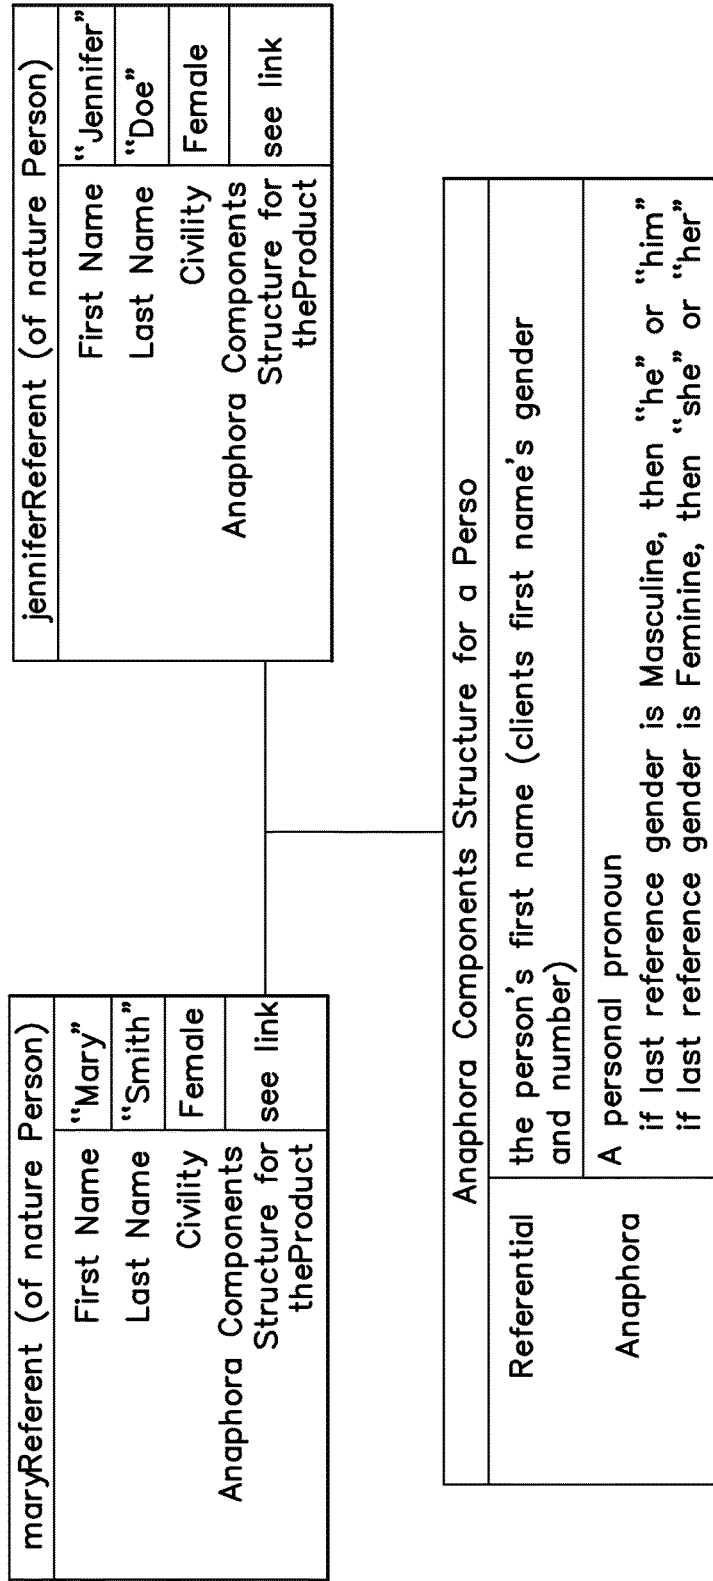 maryReferent (of nature Person)
First Name “Mary”
Last Name “Smith”
Civility Female
Anaphora Components
Structure for see link
theProduct
jenniferReferent (of nature Person)
First Name “Jennifer”
Last Name “Doe”
Civility Female
Anaphora Components
Structure for see link
theProduct
Anaphora Components Structure for a Perso
Referential the person's first name (clients first name's gender
and number)
Anaphora A personal pronoun
if last reference gender is Masculine, then “he” or “him”
if last reference gender is Feminine, then “she” or “her”